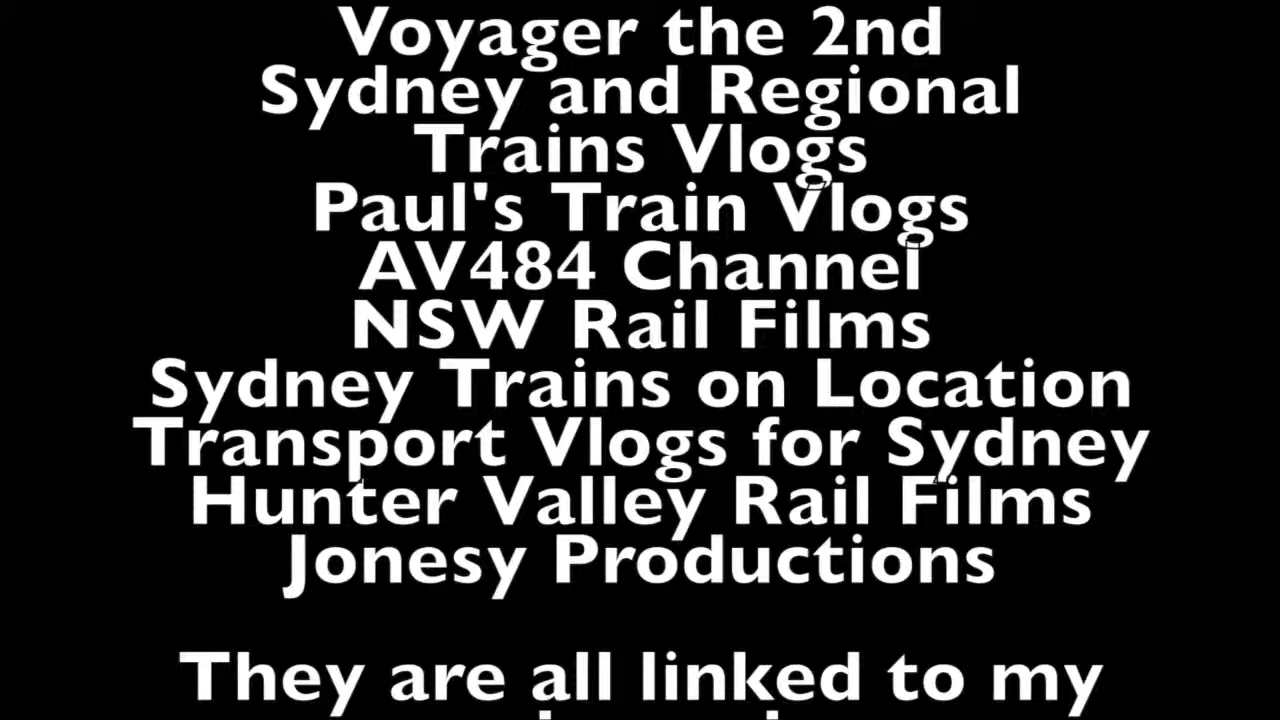 Voyager the 2nd
Sydney and Regional
Trains Vlogs
Paul's Train Vlogs
AV484 Channel
NSW Rail Films
Sydney Trains on Location
Transport Vlogs for Sydney
Hunter Valley Rail Films
Jonesy Productions
They are all linked to my